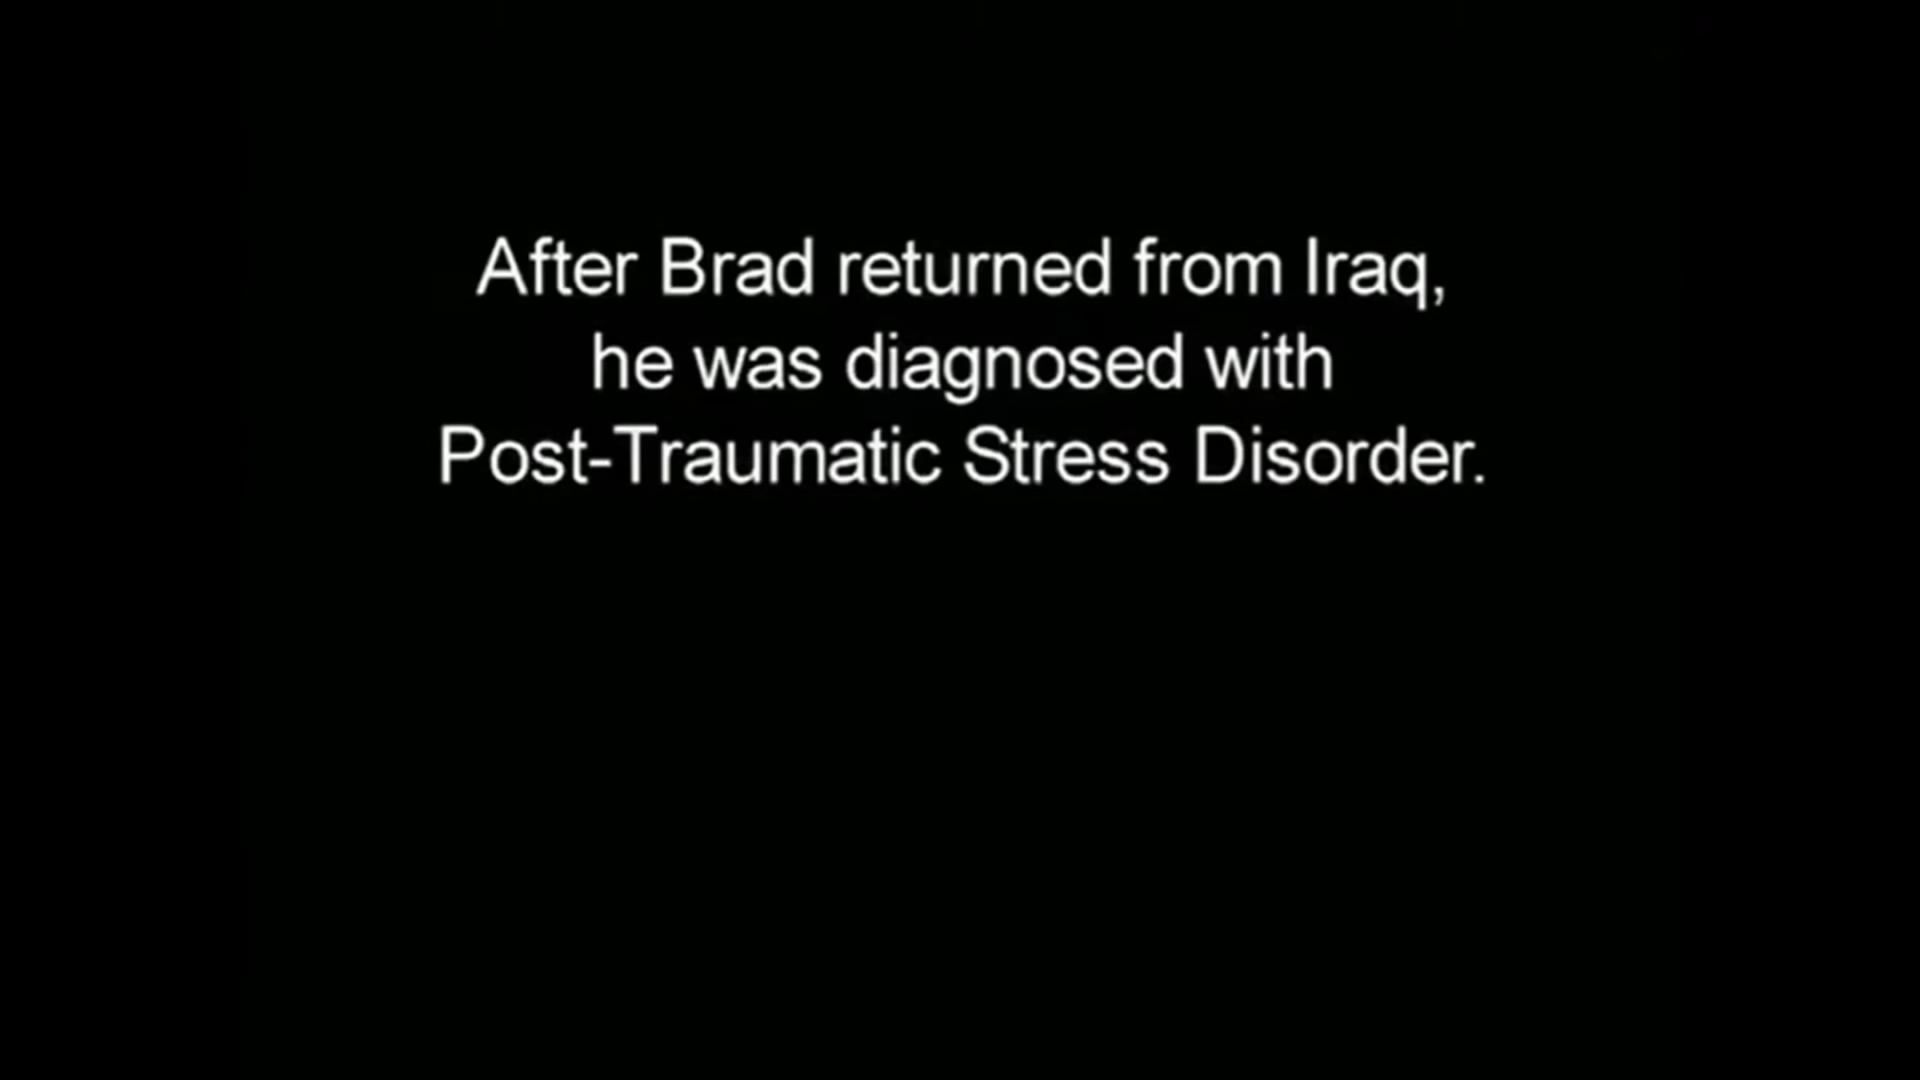 After Brad returned from Iraq,
he was diagnosed with
Post-Traumatic Stress Disorder.